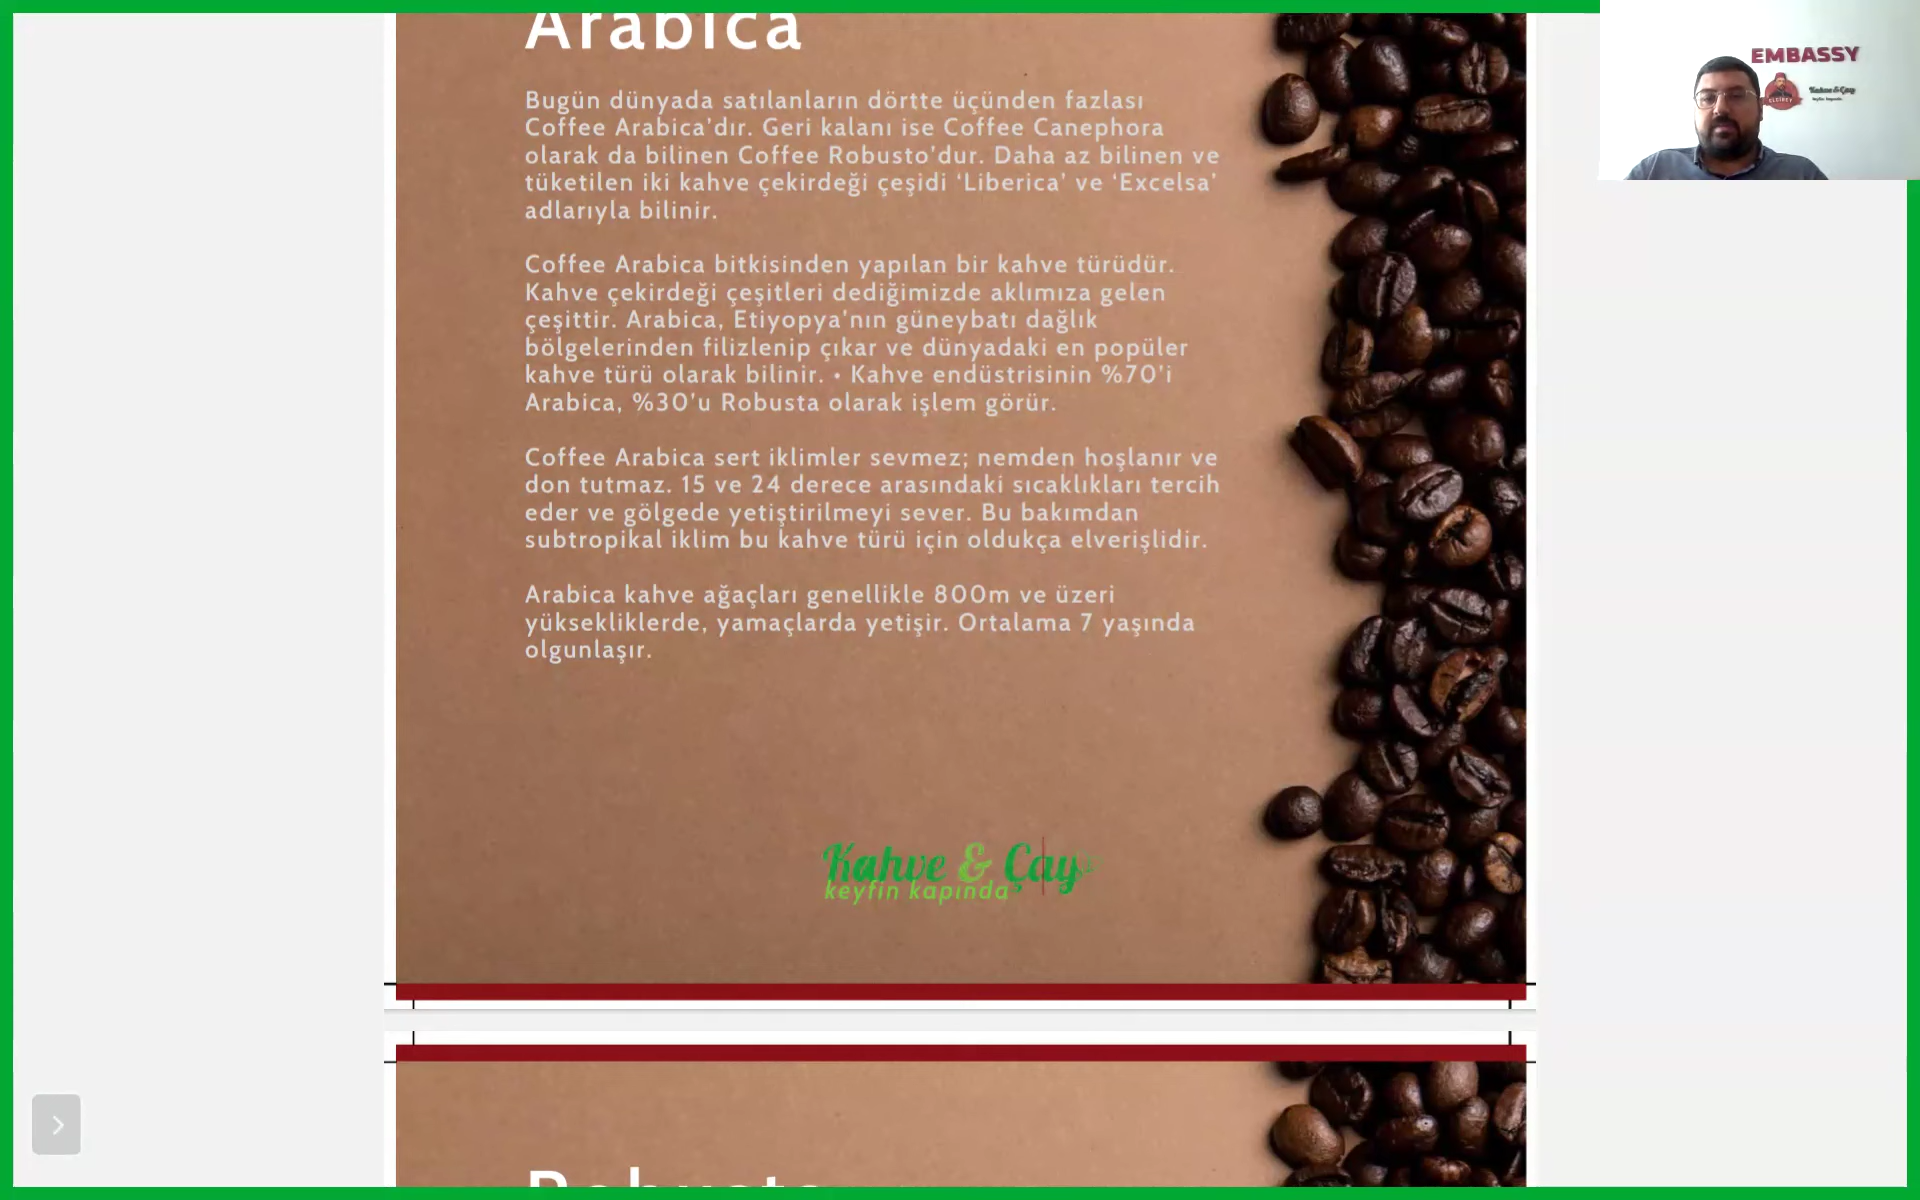 Arabica
EMBASSY
Kahve & Çay
Bugün dünyada satılanların dörtte üçünden fazlası
Coffee Arabica’dır. Geri kalanı ise Coffee Canephora
olarak da bilinen Coffee Robusto’dur. Daha az bilinen ve
tüketilen iki kahve çekirdeği çeşidi ‘Liberica’ ve ‘Excelsa’
adlarıyla bilinir.
Coffee Arabica bitkisinden yapılan bir kahve türüdür.
Kahve çekirdeği çeşitleri dediğimizde aklımıza gelen
çeşittir. Arabica, Etiyopya’nın güneybatı dağlık
bölgelerinden filizlenip çıkar ve dünyadaki en popüler
kahve türü olarak bilinir. • Kahve endüstrisinin %70’i
Arabica, %30’u Robusta olarak işlem görür.
Coffee Arabica sert iklimler sevmez; nemden hoşlanır ve
don tutmaz. 15 ve 24 derece arasındaki sıcaklıkları tercih
eder ve gölgede yetiştirilmeyi sever. Bu bakımdan
subtropikal iklim bu kahve türü için oldukça elverişlidir.
Arabica kahve ağaçları genellikle 800m ve üzeri
yüksekliklerde, yamaçlarda yetişir. Ortalama 7 yaşında
olgunlaşır.
Kahve & Çay
keyfin kapında